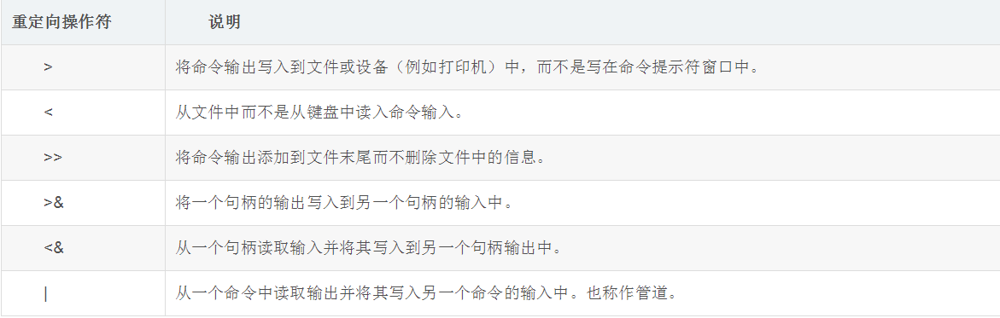 重定向操作符 说明
> 将命令输出写入到文件或设备（例如打印机）中，而不是写在命令提示符窗口中。
< 从文件中而不是从键盘中读入命令输入。
>> 将命令输出添加到文件末尾而不删除文件中的信息。
>& 将一个句柄的输出写入到另一个句柄的输入中。
<& 从一个句柄读取输入并将其写入到另一个句柄输出中。
| 从一个命令中读取输出并将其写入另一个命令的输入中。也称作管道。